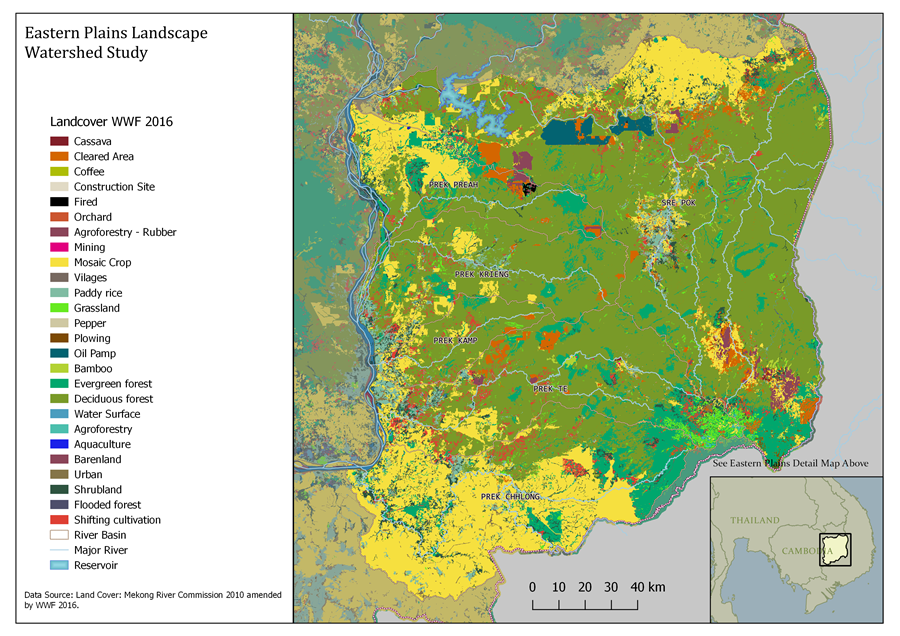 Eastern Plains Landscape
Watershed Study
Landcover WWF 2016
Cassava
Cleared Area
Coffee
Construction Site
Fired
Orchard
Agroforestry - Rubber
Mining
Mosaic Crop
Vilages
Paddy rice
Grassland
Pepper
Plowing
Oil Pamp
Bamboo
Evergreen forest
Deciduous forest
Water Surface
Agroforestry
Aquaculture
Barenland
Urban
Shrubland
Flooded forest
Shifting cultivation
River Basin
Major River
Reservoir
Data Source: Land Cover: Mekong River Commission 2010 amended
by WWF 2016.
PREK PREAH
SRE POK
PREK KRIENG
PREK KAMP
PREK TE
PREK CHHLONG
See Eastern Plains Detail Map Above
THAILAND
CAMBODIA
0 10 20 30 40 km